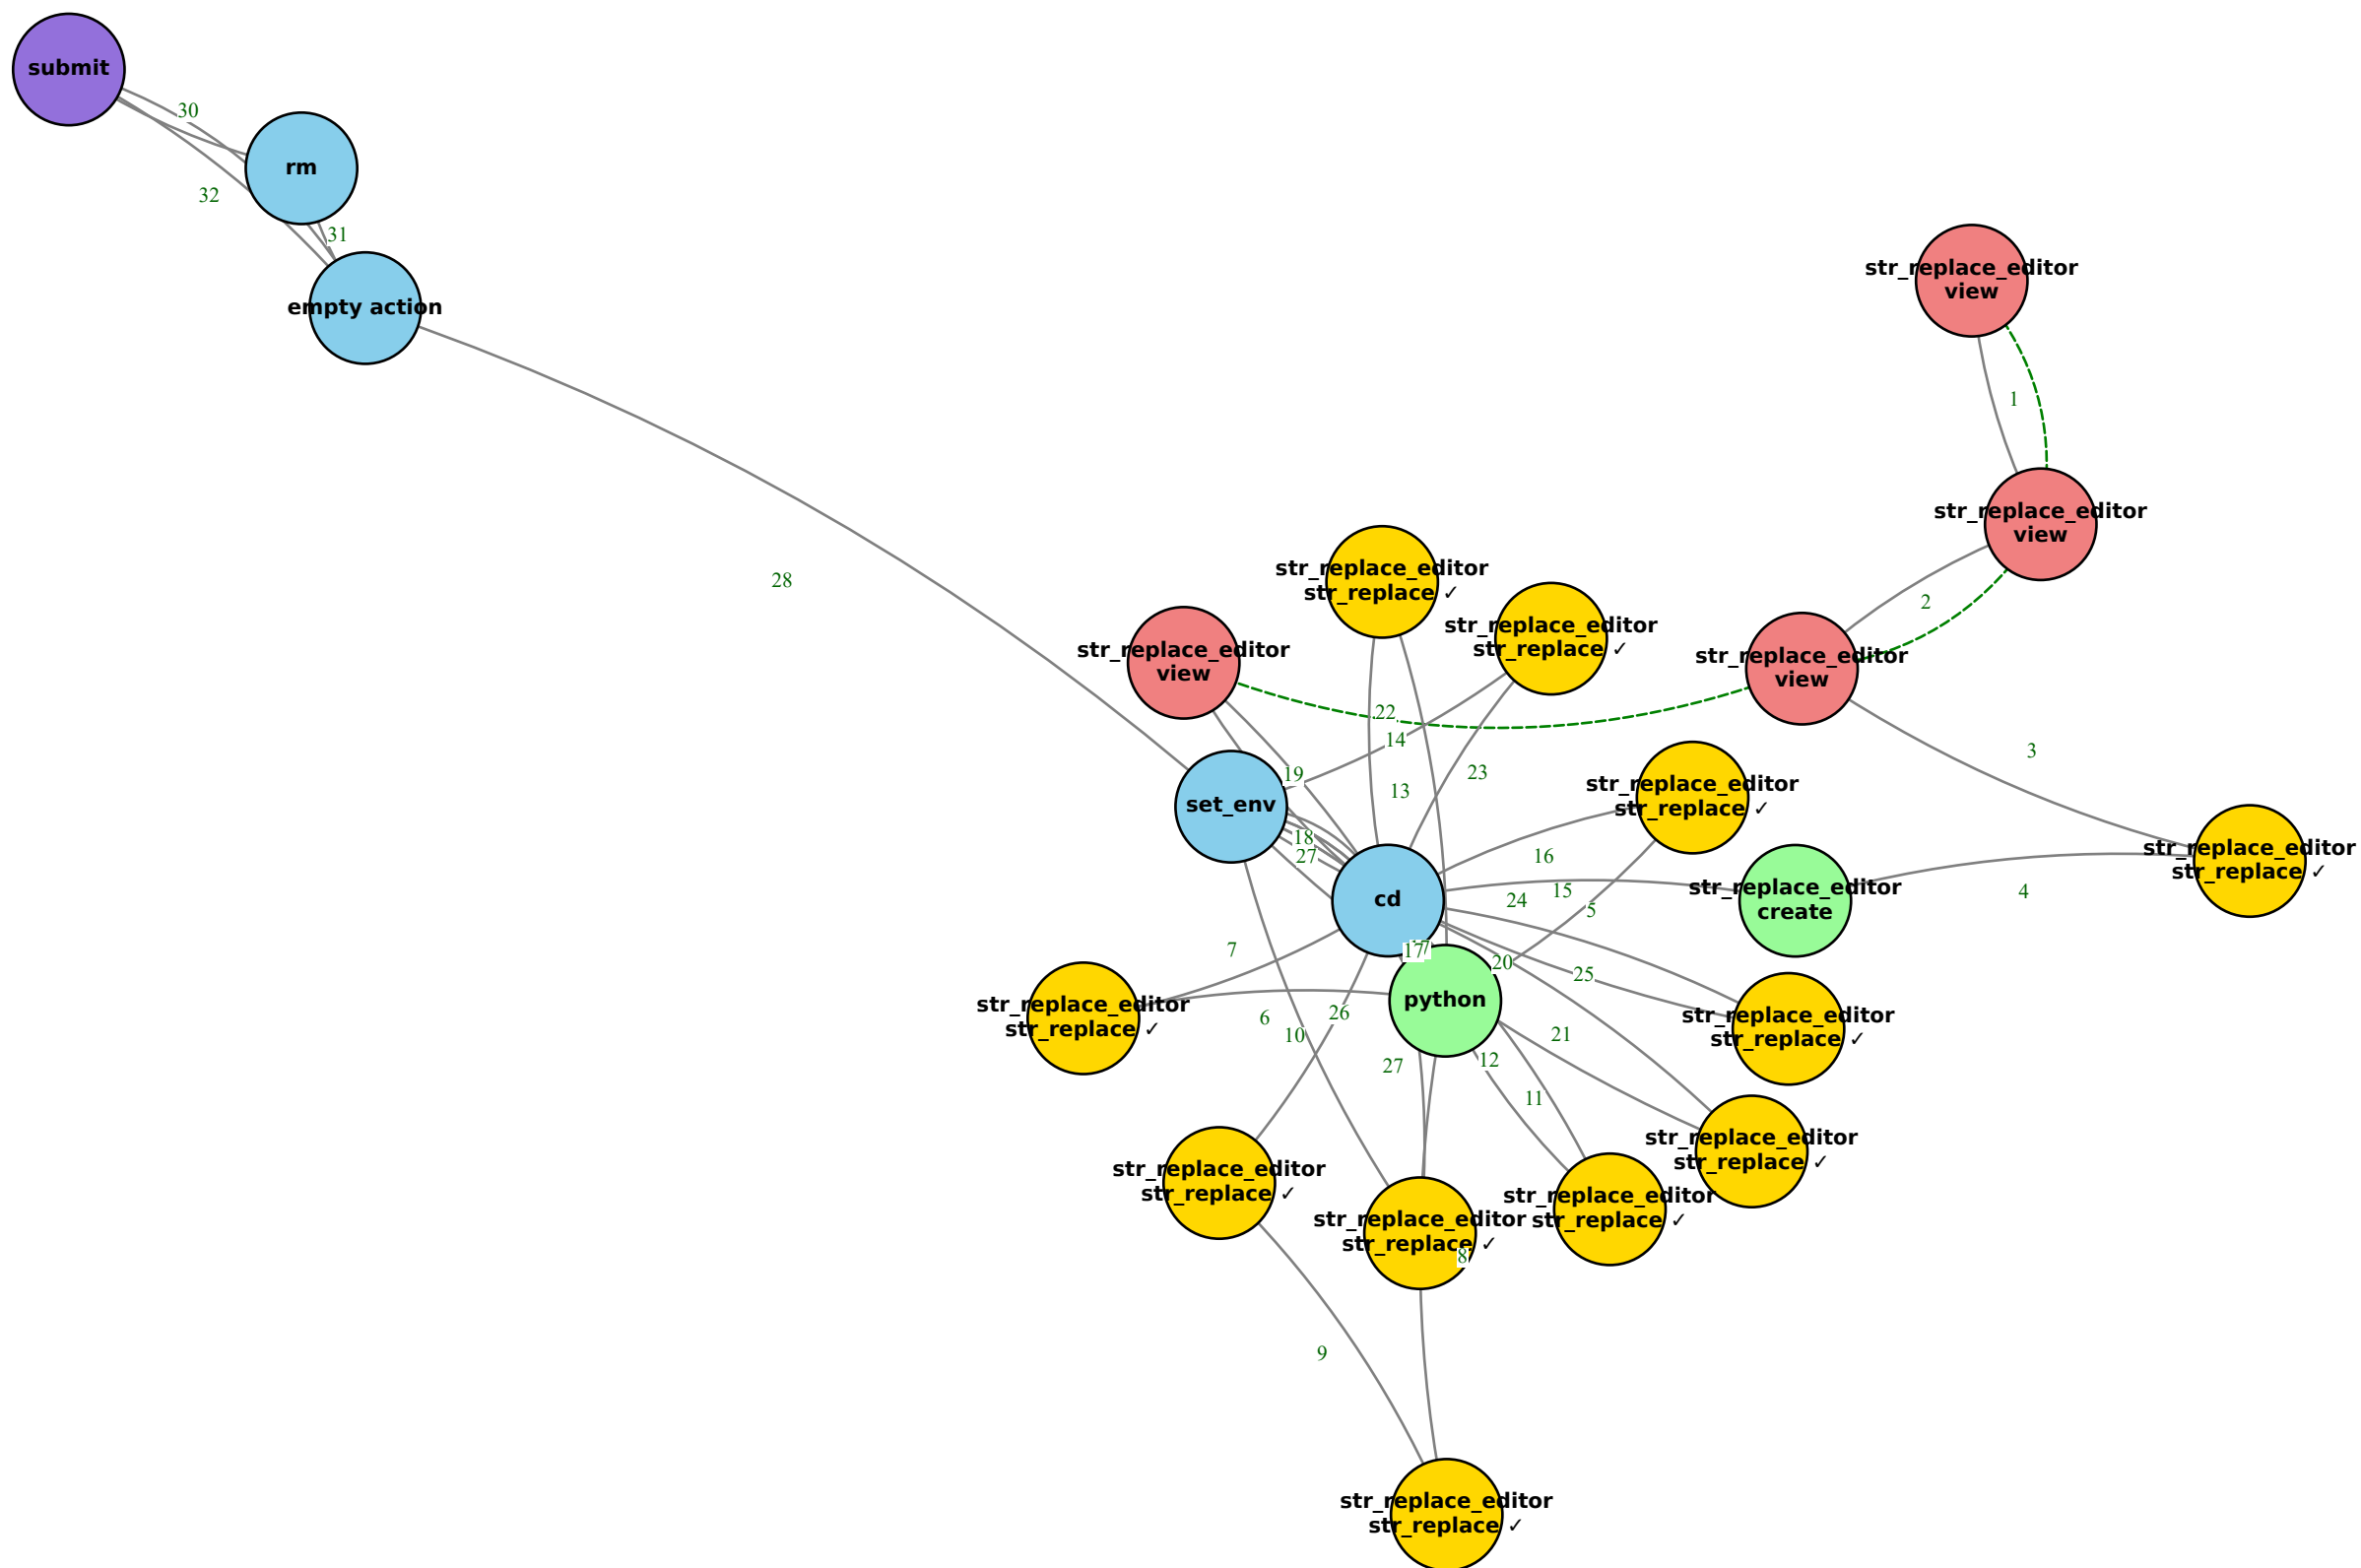 submit
30
rm
32
31
empty action
str_replace_editor
view
1
str_replace_editor
view
28
str_replace_editor
str_replace ✓
2
str_replace_editor
str_replace ✓
str_replace_editor
view
str_replace_editor
view
22
14
3
19
23
13
str_replace_editor
str_replace ✓
set_env
18
27
16
str_replace_editor
str_replace ✓
cd
24
15
5
str_replace_editor
create
4
7
17
20
25
python
str_replace_editor
str_replace ✓
6
26
10
str_replace_editor
str_replace ✓
21
27
12
11
str_replace_editor
str_replace ✓
str_replace_editor
str_replace ✓
str_replace_editor
str_replace ✓
str_replace_editor
str_replace ✓
8
9
str_replace_editor
str_replace ✓